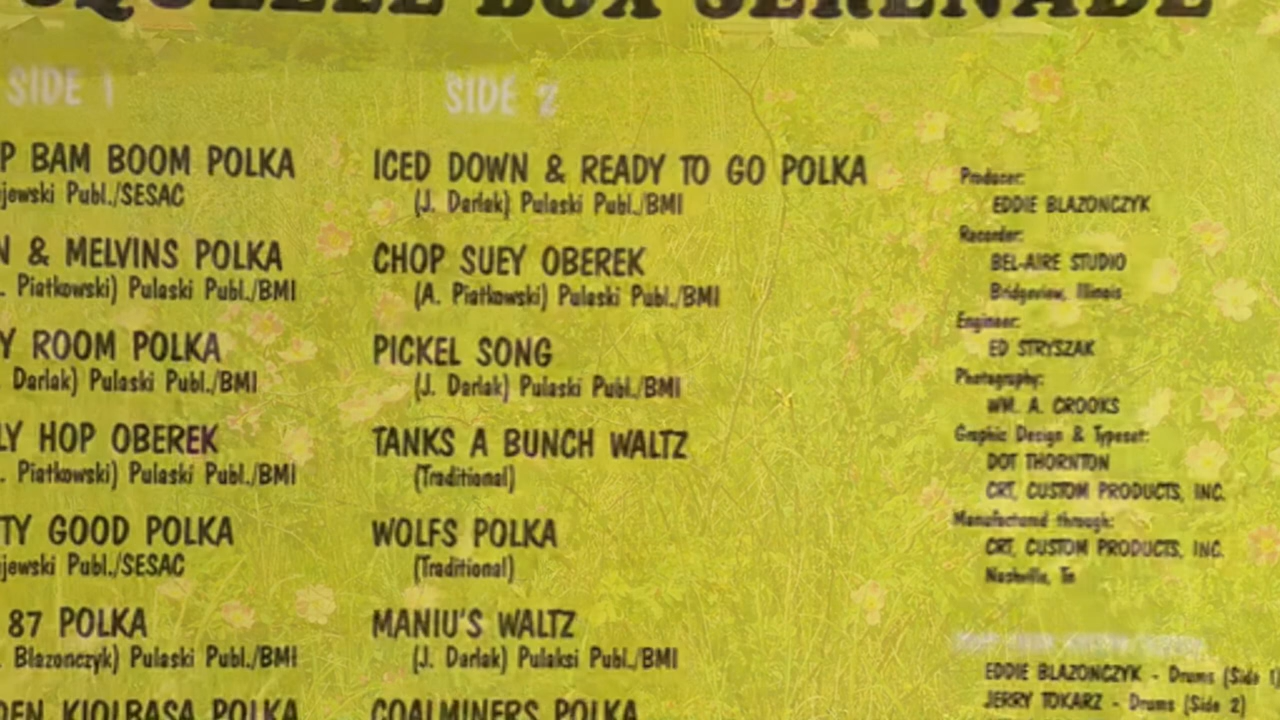 SQUEEZE BOX SERENADE
SIDE 1
P BAM BOOM POLKA
jewski Publ./SESAC
N & MELVINS POLKA
. Piatkowski) Pulaski Publ./BMI
Y ROOM POLKA
. Darlak) Pulaski Publ./BMI
LY HOP OBEREK
. Piatkowski) Pulaski Publ./BMI
TY GOOD POLKA
jewski Publ./SESAC
87 POLKA
. Blazonczyk) Pulaski Publ./BMI
DEN KIOLBASA POLKA
SIDE 2
ICED DOWN & READY TO GO POLKA
(J. Darlak) Pulaski Publ./BMI
CHOP SUEY OBEREK
(A. Piatkowski) Pulaski Publ./BMI
PICKEL SONG
(J. Darlak) Pulaski Publ./BMI
TANKS A BUNCH WALTZ
(Traditional)
WOLFS POLKA
(Traditional)
MANIU'S WALTZ
(J. Darlak) Pulaksi Publ./BMI
COALMINERS POLKA
Producer:
EDDIE BLAZONCZYK
Recorder:
BEL-AIRE STUDIO
Bridgeview, Illinois
Engineer:
ED STRYSZAK
Photography:
WM. A. CROOKS
Graphic Design & Typeset:
DOT THORNTON
CRT, CUSTOM PRODUCTS, INC.
Manufactured through:
CRT, CUSTOM PRODUCTS, INC.
Nashville, Tn
EDDIE BLAZONCZYK - Drums (Side 1)
JERRY TOKARZ - Drums (Side 2)